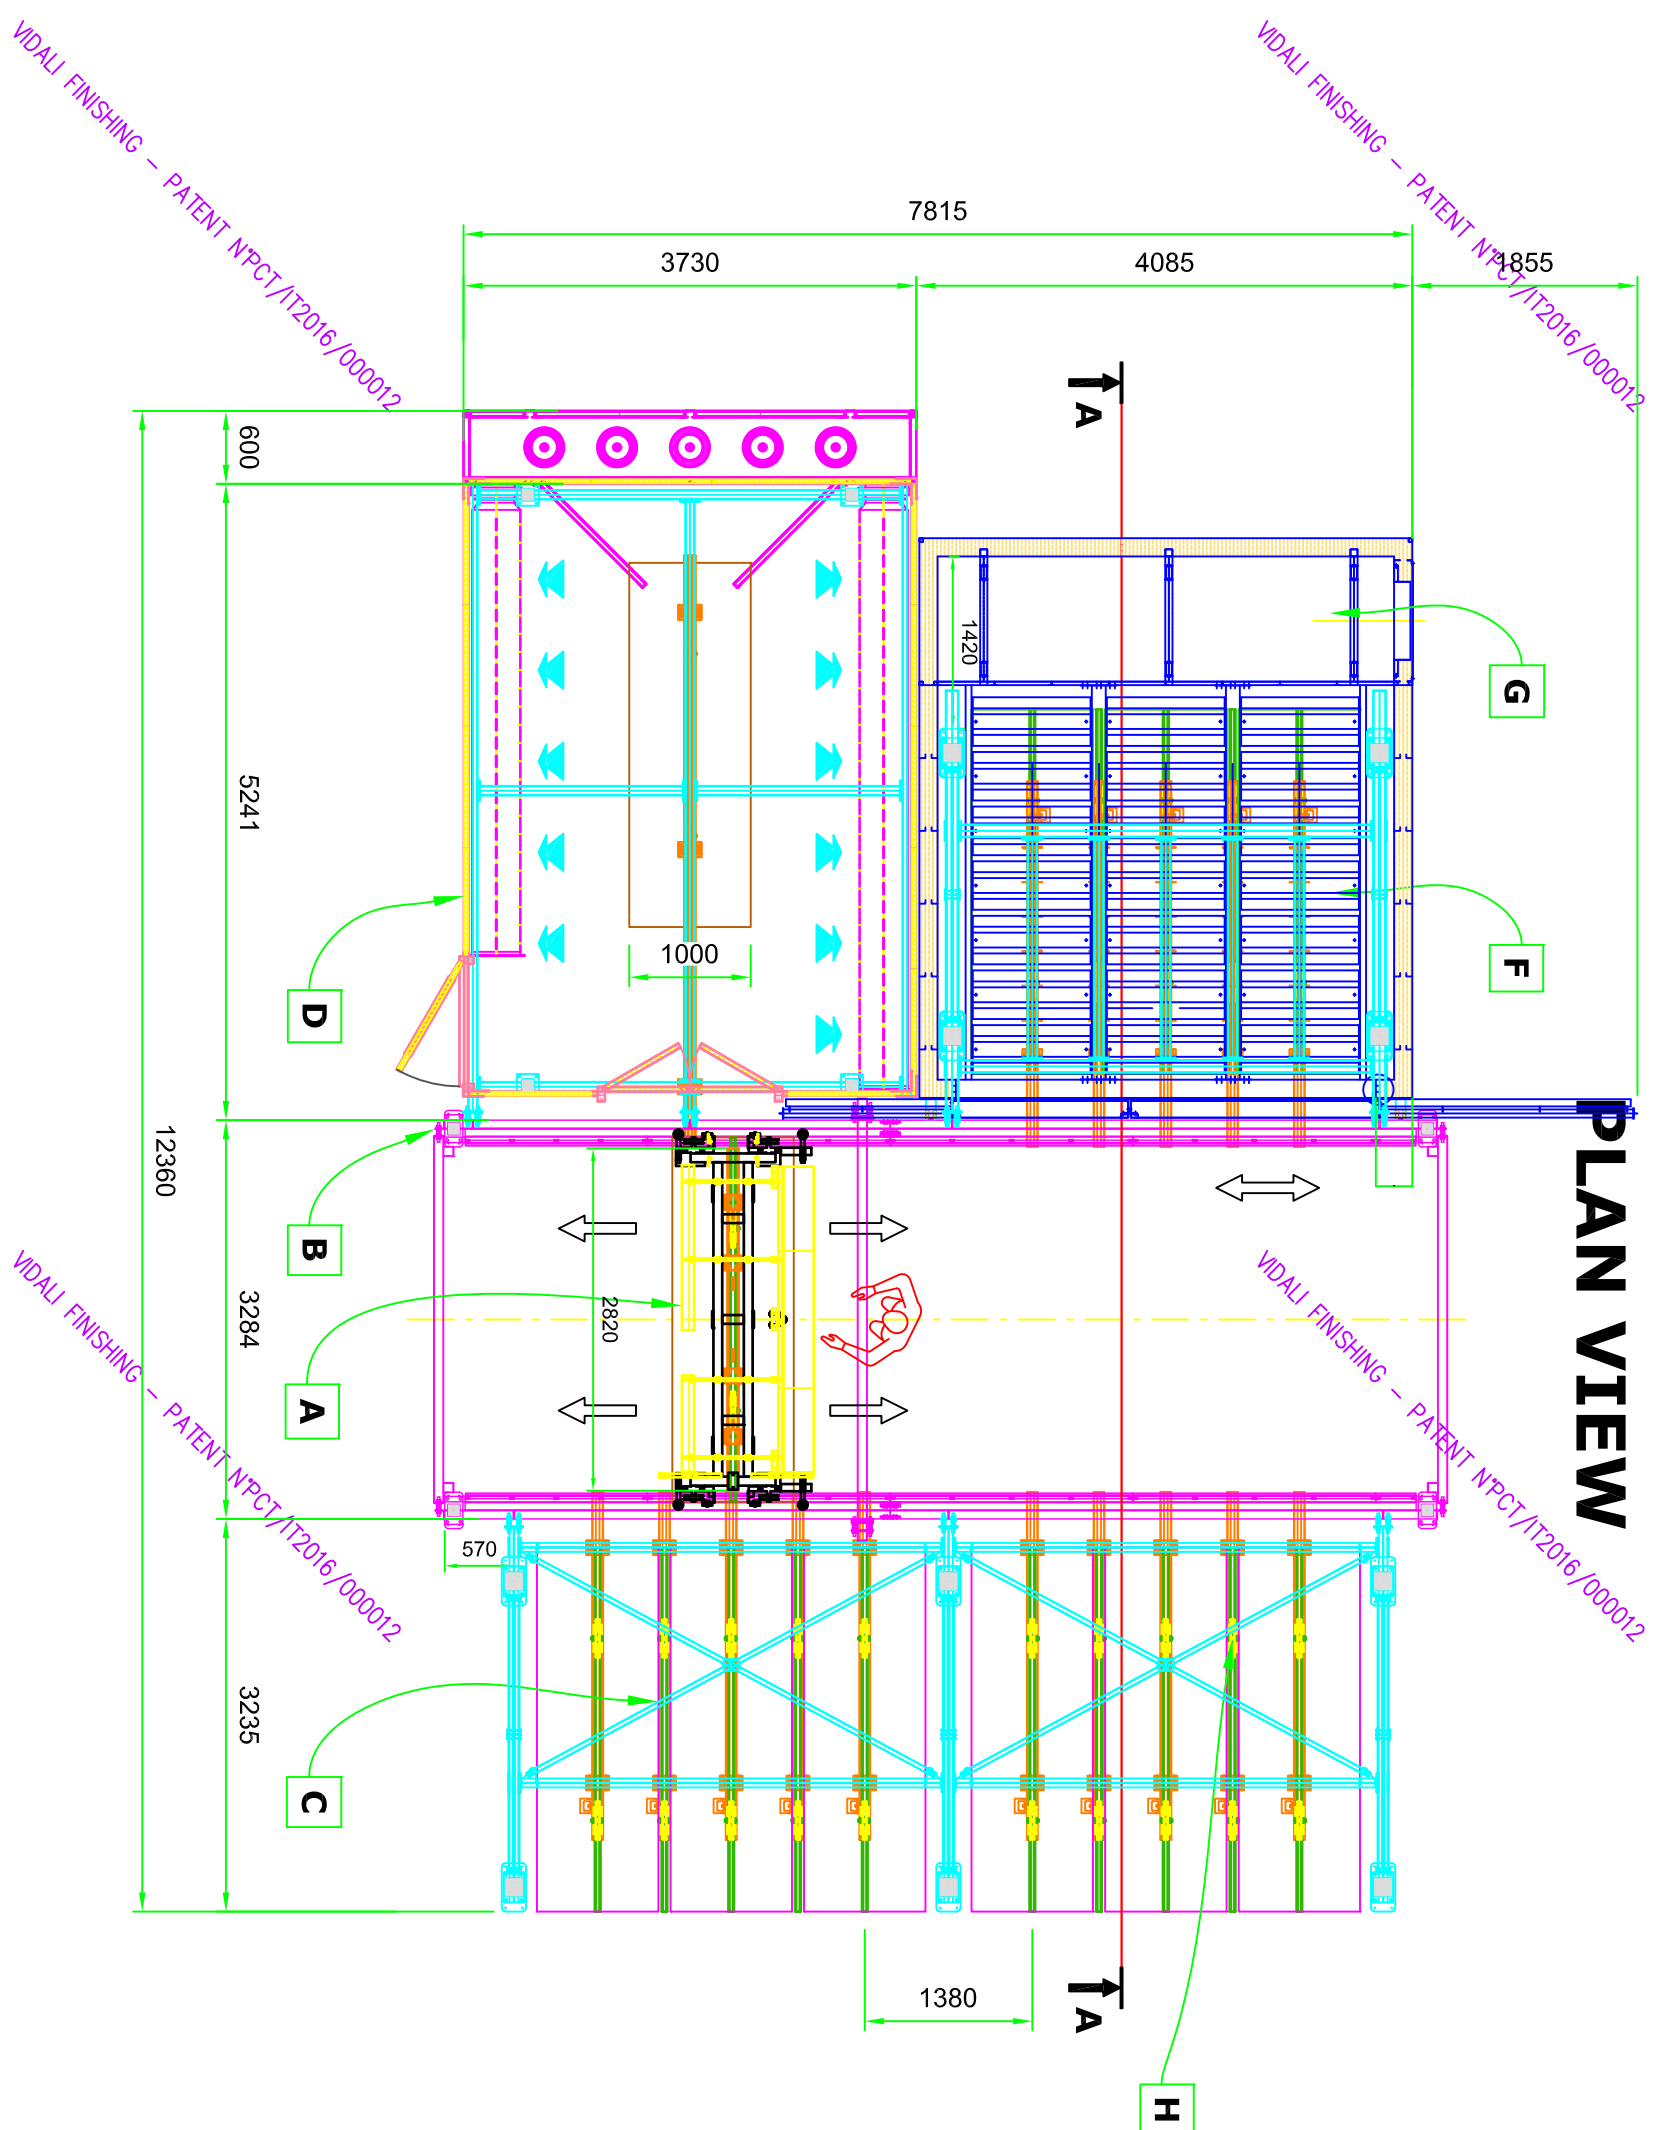 VIDALI FINISHING – PATENT N°PCT/IT2016/000012
VIDALI FINISHING – PATENT N°PCT/IT2016/000012
7815
3730
4085
1855
A
600
G
1420
5241
F
1000
D
PLAN VIEW
12360
B
3284
2820
A
VIDALI FINISHING – PATENT N°PCT/IT2016/000012
VIDALI FINISHING – PATENT N°PCT/IT2016/000012
570
3235
C
1380
A
H